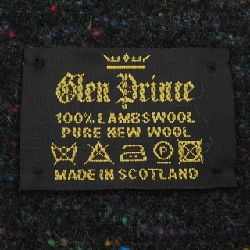 Glen Prince
100% LAMBSWOOL
PURE NEW WOOL
MADE IN SCOTLAND